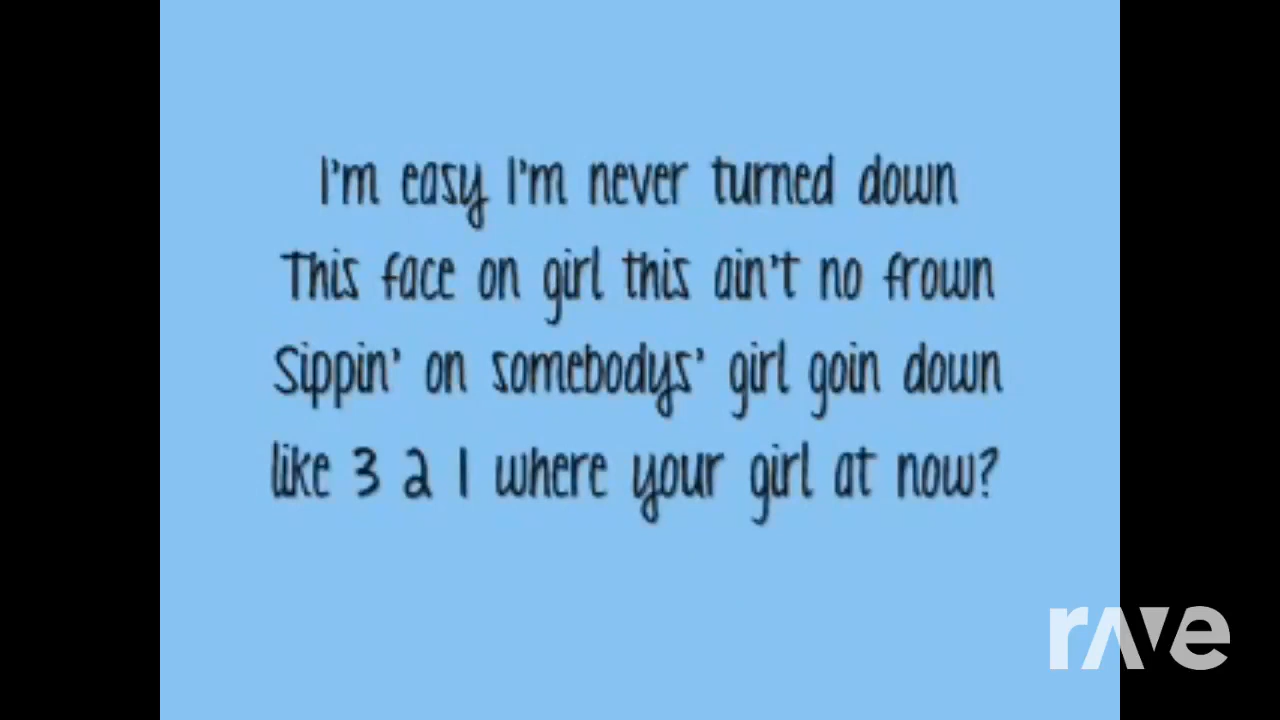 I'm easy I'm never turned down
This face on girl this ain't no frown
Sippin' on somebodys' girl goin down
like 3 2 1 where your girl at now?
rave